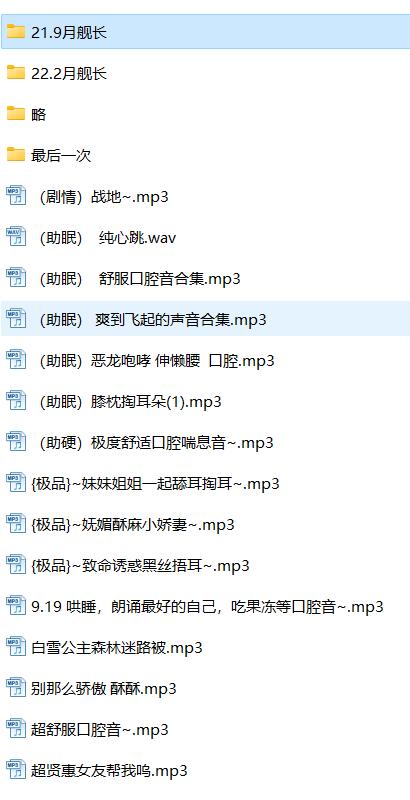 21.9月舰长
22.2月舰长
略
最后一次
（剧情）战地~.mp3
（助眠） 纯心跳.wav
（助眠） 舒服口腔音合集.mp3
（助眠） 爽到飞起的声音合集.mp3
（助眠）恶龙咆哮 伸懒腰 口腔.mp3
（助眠）膝枕掏耳朵(1).mp3
（助硬）极度舒适口腔喘息音~.mp3
{极品}~妹妹姐姐一起舔耳掏耳~.mp3
{极品}~妩媚酥麻小娇妻~.mp3
{极品}~致命诱惑黑丝捂耳~.mp3
9.19 哄睡，朗诵最好的自己，吃果冻等口腔音~.mp3
白雪公主森林迷路被.mp3
别那么骄傲 酥酥.mp3
超舒服口腔音~.mp3
超贤惠女友帮我呜.mp3